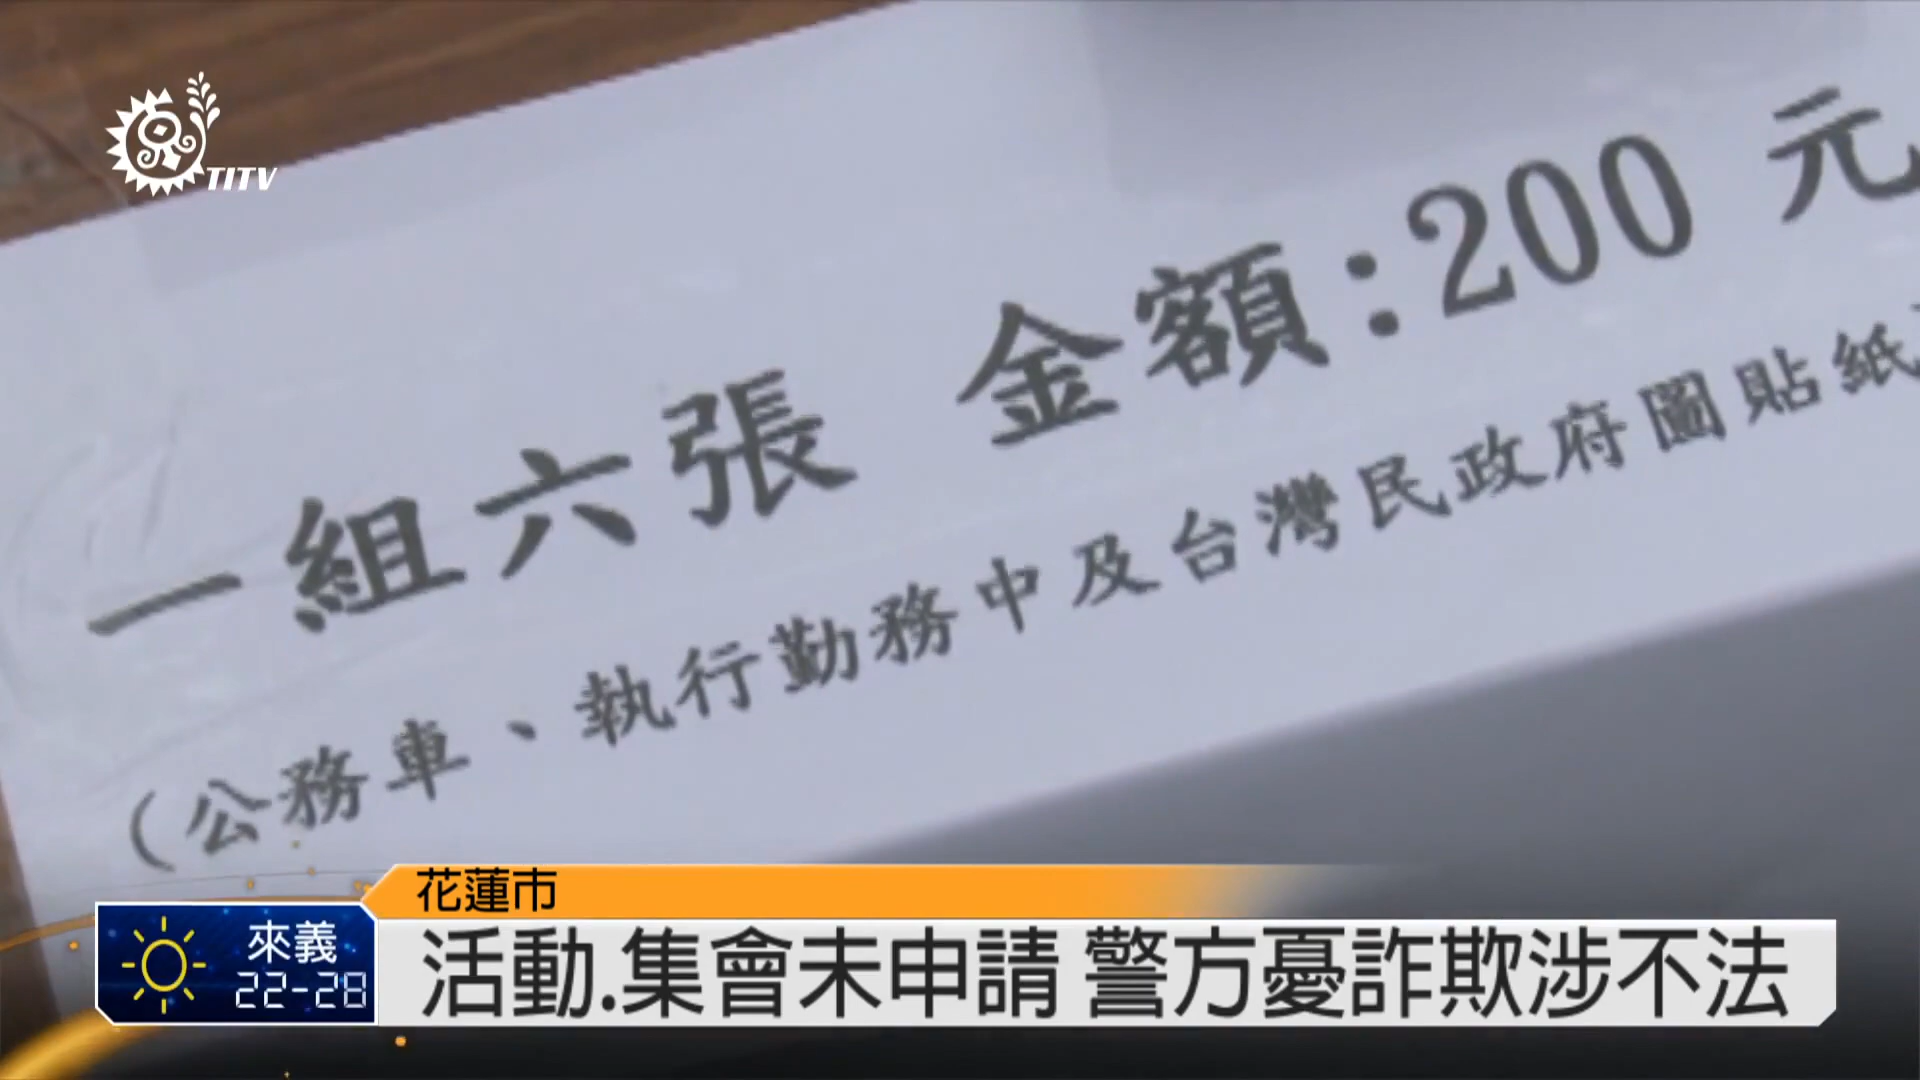 TITV
一組六張 金額:200 元
(公務車、執行勤務中及台灣民政府圖貼紙
花蓮市
來義
22-28
活動.集會未申請 警方憂詐欺涉不法